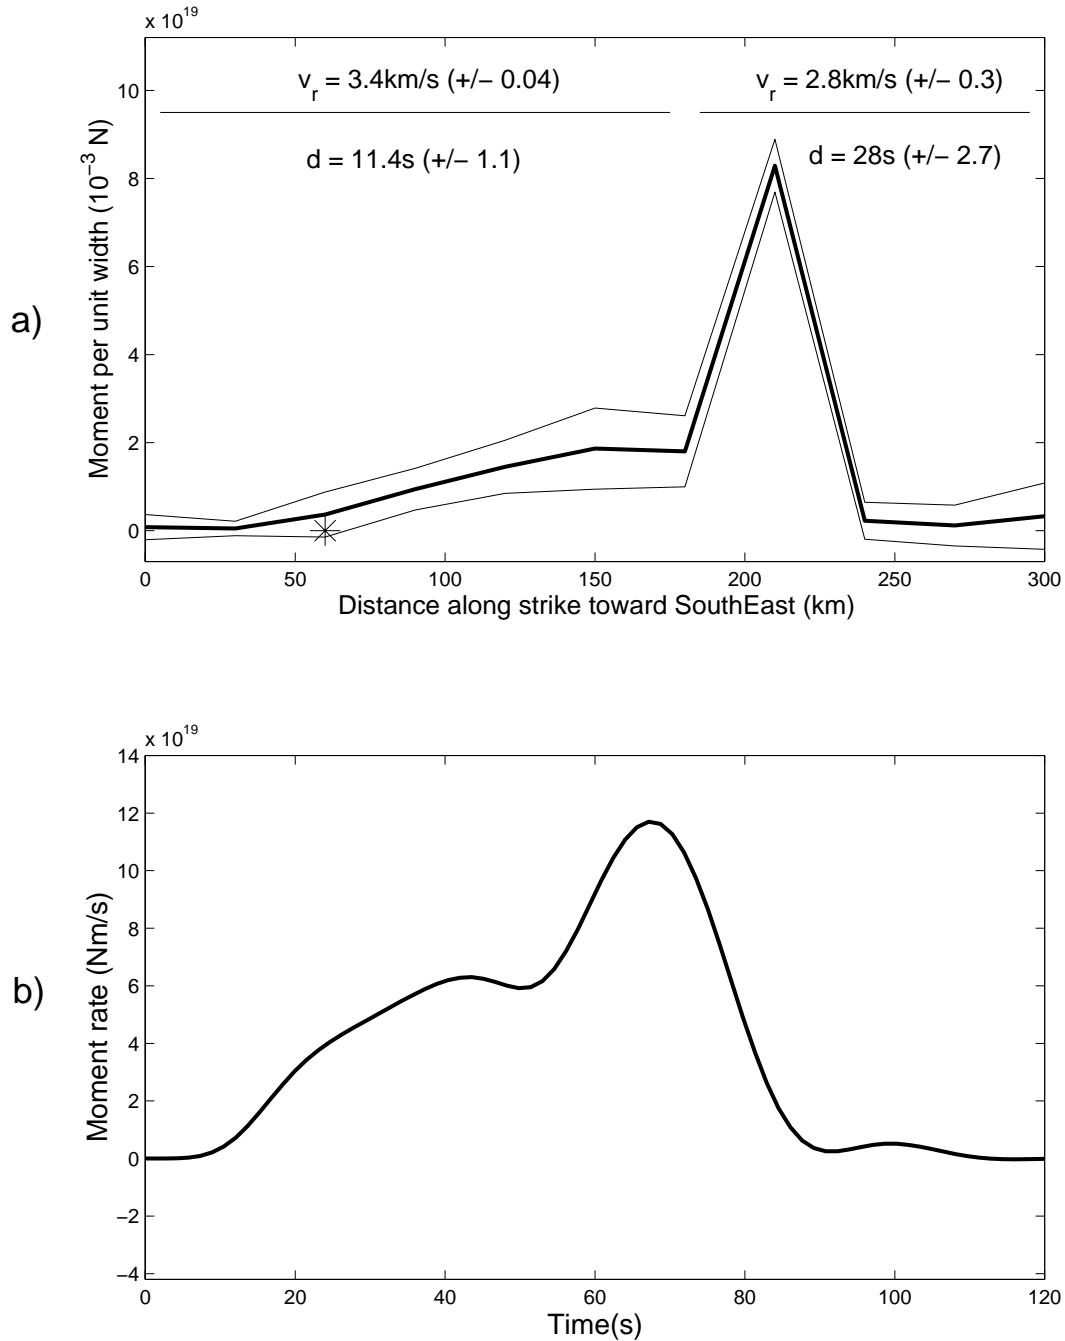 x 10^19
v_r = 3.4km/s (+/− 0.04)
v_r = 2.8km/s (+/− 0.3)
d = 11.4s (+/− 1.1)
d = 28s (+/− 2.7)
10
8
6
4
2
0
Moment per unit width (10^−3 N)
a)
0 50 100 150 200 250 300
Distance along strike toward SouthEast (km)
x 10^19
14
12
10
8
6
4
2
0
−2
−4
Moment rate (Nm/s)
b)
0 20 40 60 80 100 120
Time(s)